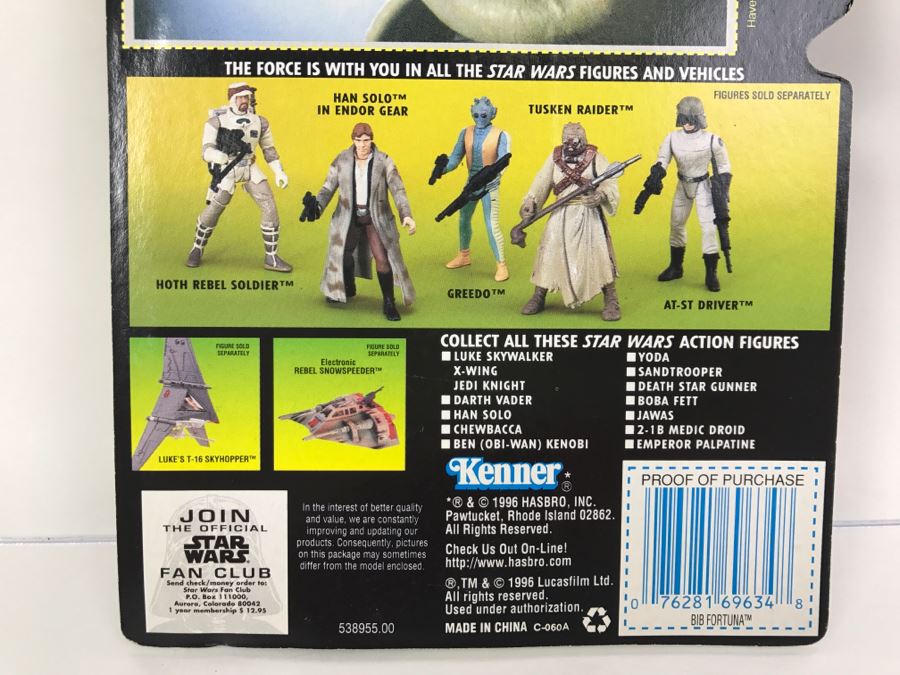 Have
THE FORCE IS WITH YOU IN ALL THE STAR WARS FIGURES AND VEHICLES
FIGURES SOLD SEPARATELY
HAN SOLO™
IN ENDOR GEAR
TUSKEN RAIDER™
HOTH REBEL SOLDIER™
GREEDO™
AT-ST DRIVER™
FIGURE SOLD
SEPARATELY
LUKE'S T-16 SKYHOPPER™
FIGURE SOLD
SEPARATELY
Electronic
REBEL SNOWSPEEDER™
COLLECT ALL THESE STAR WARS ACTION FIGURES
LUKE SKYWALKER
X-WING
JEDI KNIGHT
DARTH VADER
HAN SOLO
CHEWBACCA
BEN (OBI-WAN) KENOBI
YODA
SANDTROOPER
DEATH STAR GUNNER
BOBA FETT
JAWAS
2-1B MEDIC DROID
EMPEROR PALPATINE
JOIN
THE OFFICIAL
STAR
WARS
FAN CLUB
Send check/money order to:
Star Wars Fan Club
P.O. Box 111000,
Aurora, Colorado 80042
1 year membership $ 12.95
In the interest of better quality
and value, we are constantly
improving and updating our
products. Consequently, pictures
on this package may sometimes
differ from the model enclosed.
538955.00
Kenner*®
*® & © 1996 HASBRO, INC.
Pawtucket, Rhode Island 02862.
All Rights Reserved.
Check Us Out On-Line!
http://www.hasbro.com
®,TM & © 1996 Lucasfilm Ltd.
All rights reserved.
Used under authorization.
MADE IN CHINA C-060A
PROOF OF PURCHASE
0 76281 69634 8
BIB FORTUNA™